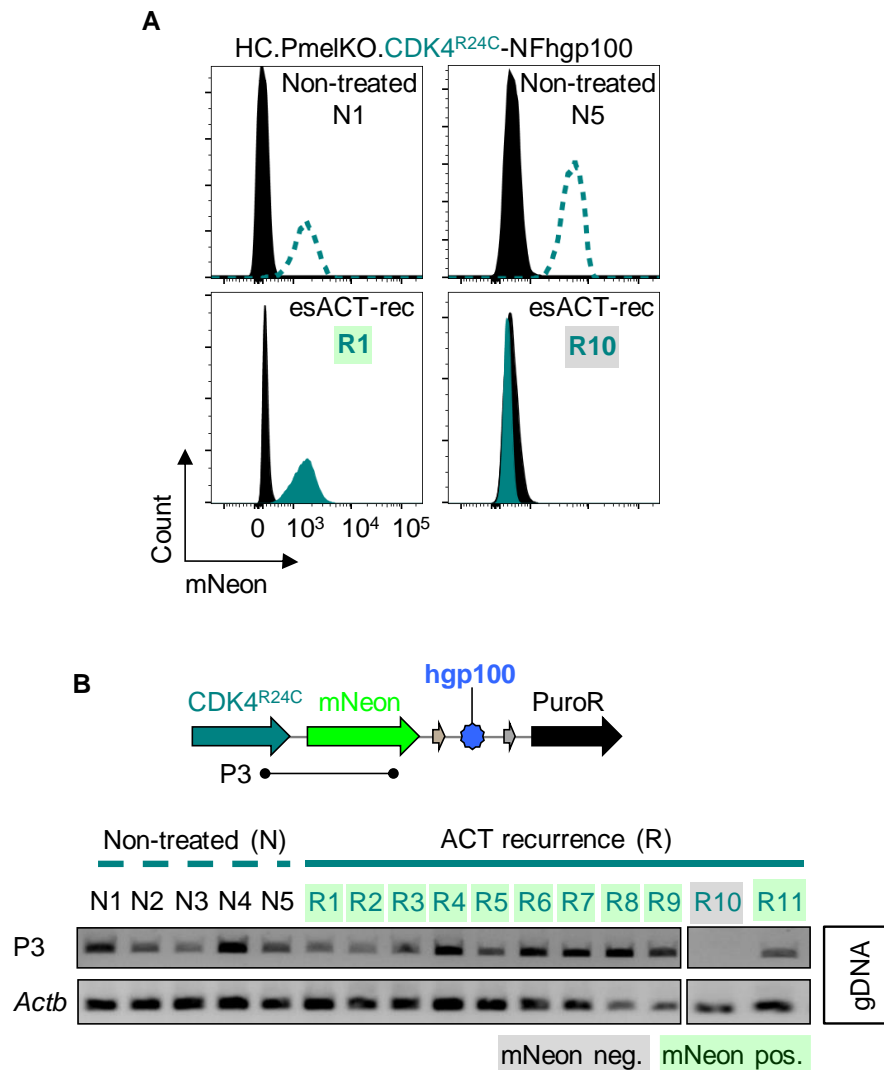 A
HC.PmelKO.CDK4R24C-NFhgp100
Non-treated
N1
Non-treated
N5
esACT-rec
R1
esACT-rec
R10
Count
0 10³ 10⁴ 10⁵
mNeon
B
hgp100
CDK4R24C mNeon PuroR
P3
Non-treated (N) ACT recurrence (R)
N1 N2 N3 N4 N5 R1 R2 R3 R4 R5 R6 R7 R8 R9 R10 R11
P3
Actb
gDNA
mNeon neg. mNeon pos.